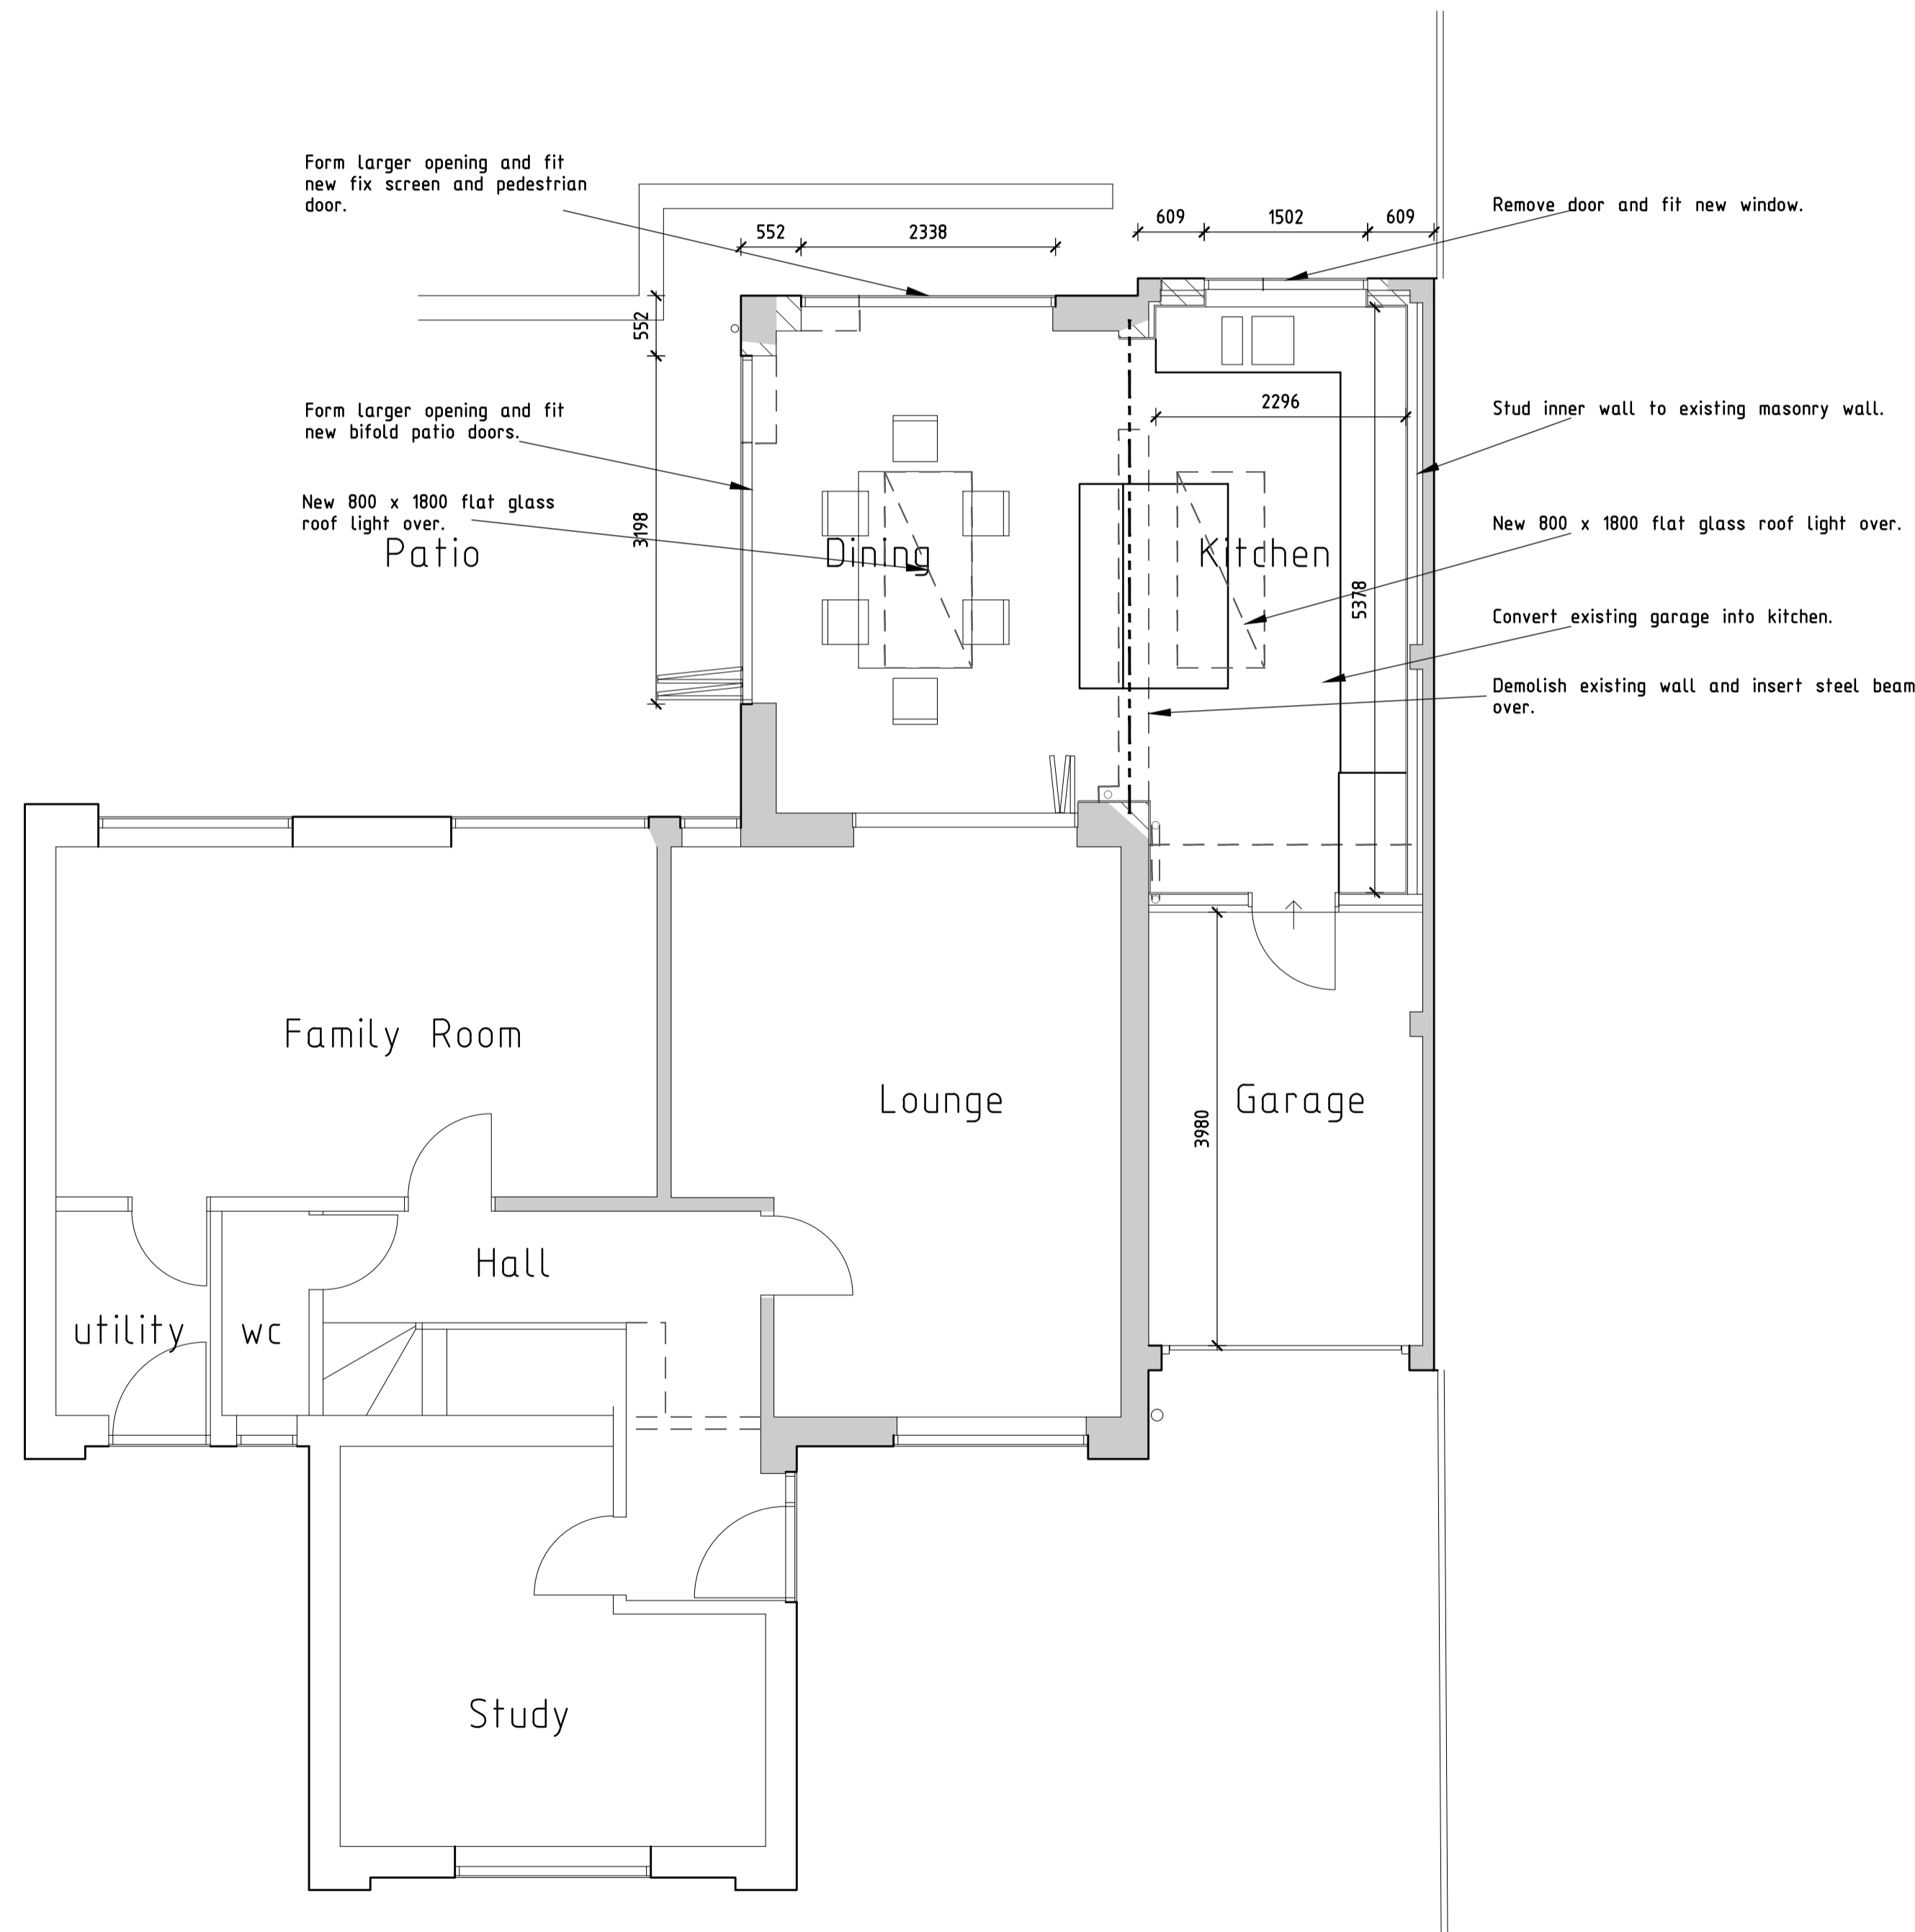 Form larger opening and fit
new fix screen and pedestrian
door.
Remove door and fit new window.
609
1502
609
552
2338
552
Form larger opening and fit
new bifold patio doors.
2296
Stud inner wall to existing masonry wall.
New 800 x 1800 flat glass
roof light over.
3198
New 800 x 1800 flat glass roof light over.
Patio
Dining
Kitchen
5378
Convert existing garage into kitchen.
Demolish existing wall and insert steel beam
over.
Family Room
Lounge
Garage
3980
Hall
utility
wc
Study